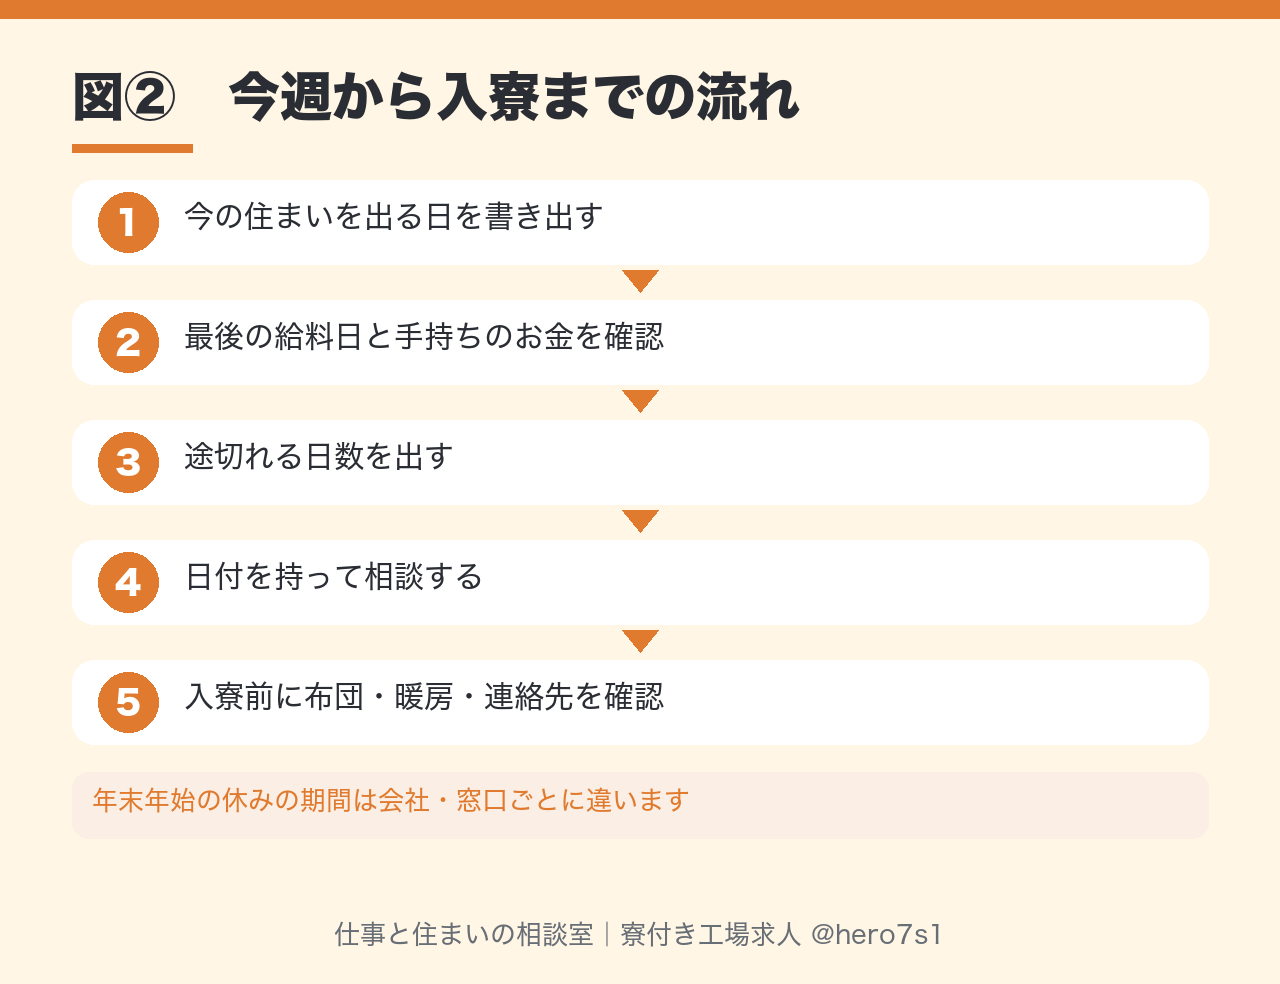 図② 今週から入寮までの流れ
1 今の住まいを出る日を書き出す
2 最後の給料日と手持ちのお金を確認
3 途切れる日数を出す
4 日付を持って相談する
5 入寮前に布団・暖房・連絡先を確認
年末年始の休みの期間は会社・窓口ごとに違います
仕事と住まいの相談室｜寮付き工場求人 @hero7s1